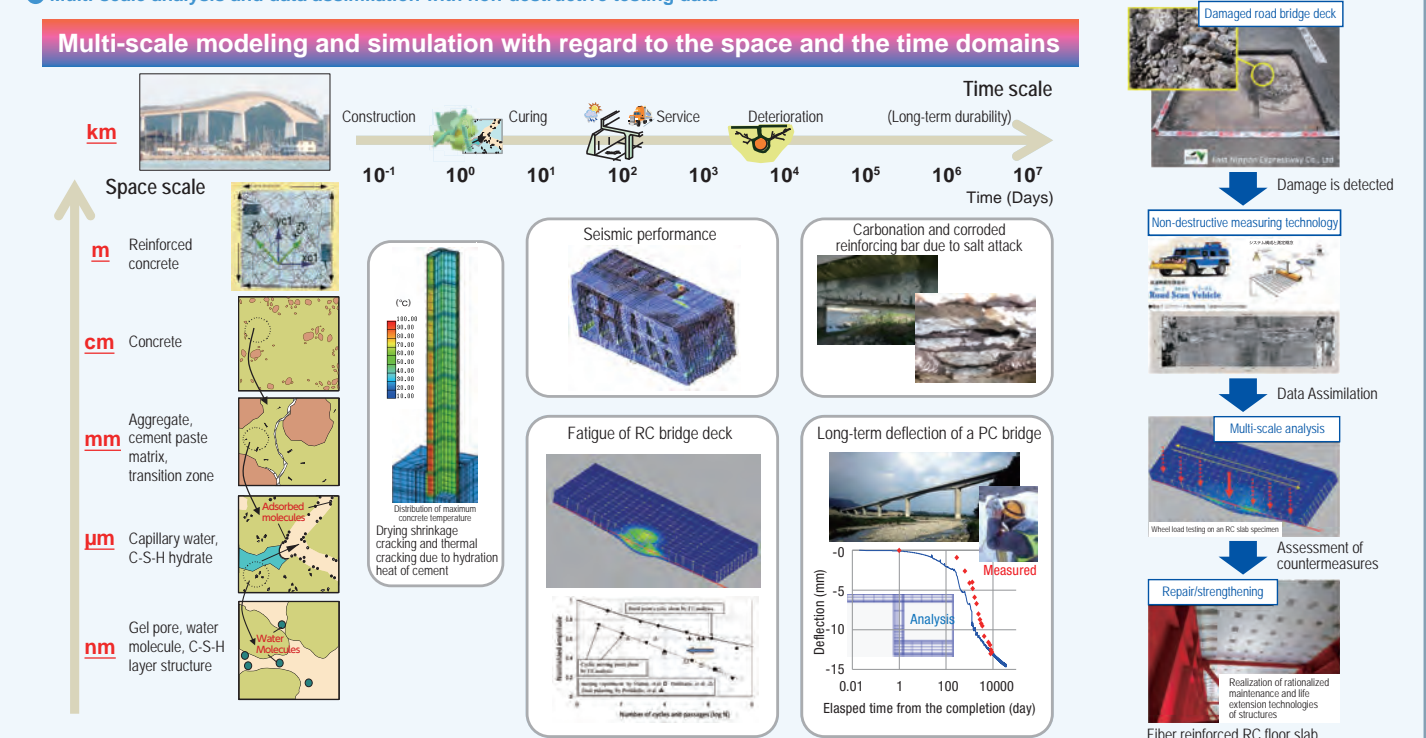 Multi-scale analysis and data assimilation with non-destructive testing data
Multi-scale modeling and simulation with regard to the space and the time domains
km
Space scale
m
Reinforced
concrete
yc1
xc1
cm
Concrete
mm
Aggregate,
cement paste
matrix,
transition zone
µm
Capillary water,
C-S-H hydrate
Adsorbed
molecules
nm
Gel pore, water
molecule, C-S-H
layer structure
Water
Molecules
Time scale
Construction
Curing
Service
Deterioration
(Long-term durability)
10-1
100
101
102
103
104
105
106
107
Time (Days)
(℃)
100.00
90.00
80.00
70.00
60.00
50.00
40.00
30.00
20.00
10.00
Distribution of maximum
concrete temperature
Drying shrinkage
cracking and thermal
cracking due to hydration
heat of cement
Seismic performance
Carbonation and corroded
reinforcing bar due to salt attack
Fatigue of RC bridge deck
Number of cycles and passages (log N)
Long-term deflection of a PC bridge
Measured
Analysis
Deflection (mm)
-0
-5
-10
-15
0.01
1
100
10000
Elasped time from the completion (day)
Damaged road bridge deck
East Nippon Expressway Co., Ltd
Damage is detected
Non-destructive measuring technology
Road Scan Vehicle
Data Assimilation
Multi-scale analysis
Wheel load testing on an RC slab specimen
Assessment of
countermeasures
Repair/strengthening
Realization of rationalized
maintenance and life
extension technologies
of structures
Fiber reinforced RC floor slab